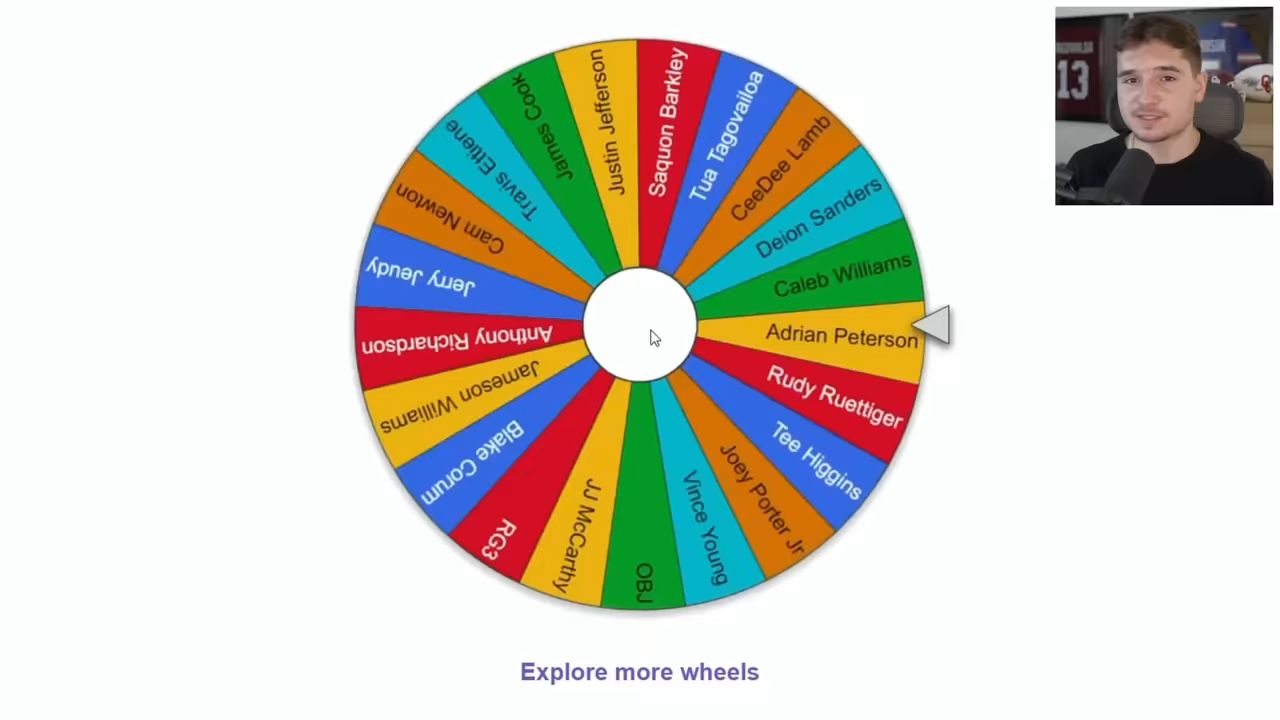 Saquon Barkley
Tua Tagovailoa
CeeDee Lamb
Deion Sanders
Caleb Williams
Adrian Peterson
Rudy Ruettiger
Tee Higgins
Joey Porter Jr
Vince Young
OBJ
JJ McCarthy
RG3
Blake Corum
Jameson Williams
Anthony Richardson
Jerry Jeudy
Cam Newton
Travis Ettiene
James Cook
Justin Jefferson
13
Explore more wheels